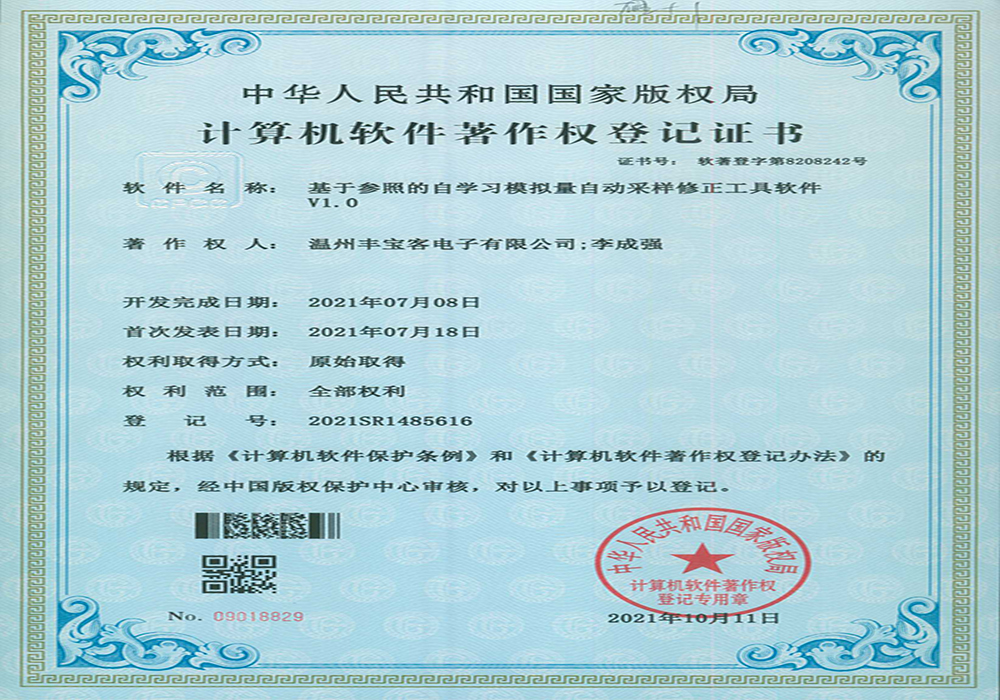 中华人民共和国国家版权局
计算机软件著作权登记证书
证书号： 软著登字第8208242号
软件名称： 基于参照的自学习模拟量自动采样修正工具软件
V1.0
著作权人： 温州丰宝客电子有限公司;李成强
开发完成日期： 2021年07月08日
首次发表日期： 2021年07月18日
权利取得方式： 原始取得
权利范围： 全部权利
登记号： 2021SR1485616
根据《计算机软件保护条例》和《计算机软件著作权登记办法》的
规定，经中国版权保护中心审核，对以上事项予以登记。
中华人民共和国国家版权局
计算机软件著作权
登记专用章
No. 09018829
2021年10月11日